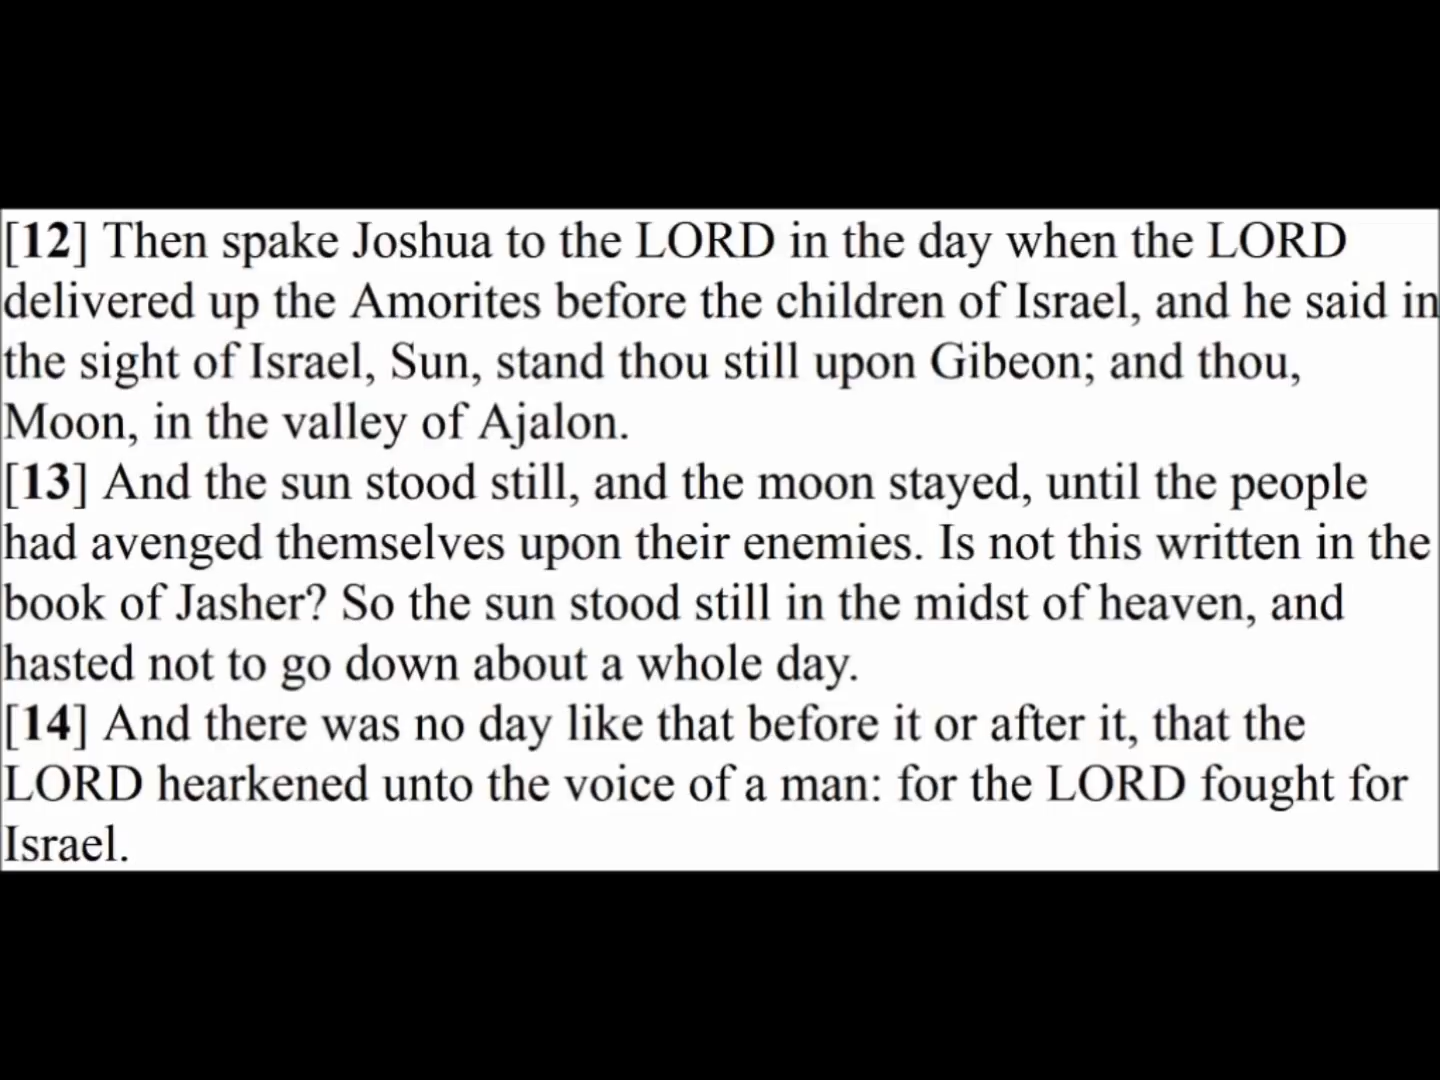 [12] Then spake Joshua to the LORD in the day when the LORD
delivered up the Amorites before the children of Israel, and he said in
the sight of Israel, Sun, stand thou still upon Gibeon; and thou,
Moon, in the valley of Ajalon.
[13] And the sun stood still, and the moon stayed, until the people
had avenged themselves upon their enemies. Is not this written in the
book of Jasher? So the sun stood still in the midst of heaven, and
hasted not to go down about a whole day.
[14] And there was no day like that before it or after it, that the
LORD hearkened unto the voice of a man: for the LORD fought for
Israel.